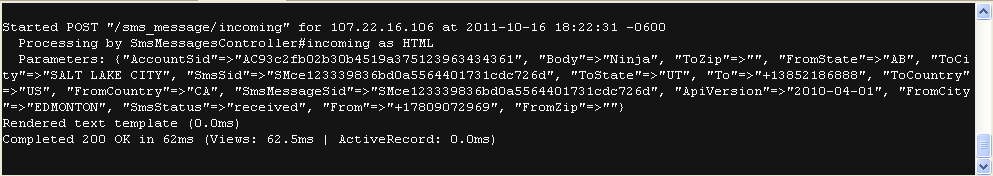 Started POST "/sms_message/incoming" for 107.22.16.106 at 2011-10-16 18:22:31 -0600
Processing by SmsMessagesController#incoming as HTML
Parameters: {"AccountSid"=>"AC93c2fb02b30b4519a375123963434361", "Body"=>"Ninja", "ToZip"=>"", "FromState"=>"AB", "ToCi
ty"=>"SALT LAKE CITY", "SmsSid"=>"SMce123339836bd0a5564401731cdc726d", "ToState"=>"UT", "To"=>"+13852186888", "ToCountry"
=>"US", "FromCountry"=>"CA", "SmsMessageSid"=>"SMce123339836bd0a5564401731cdc726d", "ApiVersion"=>"2010-04-01", "FromCity
"=>"EDMONTON", "SmsStatus"=>"received", "From"=>"+17809072969", "FromZip"=>""}
Rendered text template (0.0ms)
Completed 200 OK in 62ms (Views: 62.5ms | ActiveRecord: 0.0ms)